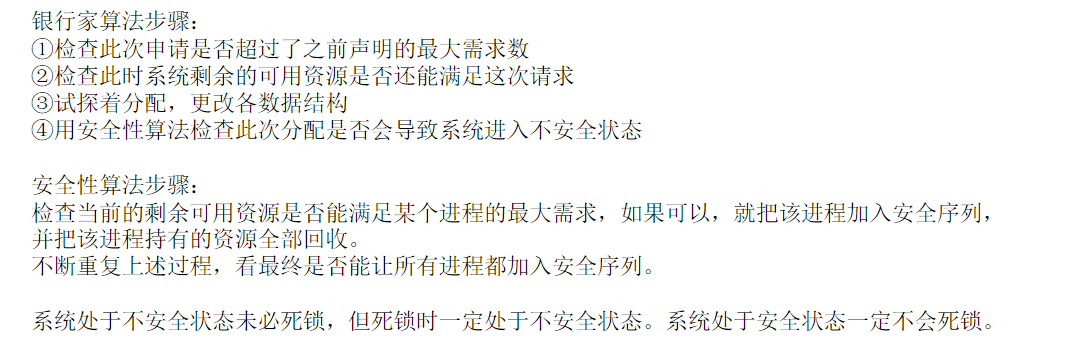 银行家算法步骤：
①检查此次申请是否超过了之前声明的最大需求数
②检查此时系统剩余的可用资源是否还能满足这次请求
③试探着分配，更改各数据结构
④用安全性算法检查此次分配是否会导致系统进入不安全状态
安全性算法步骤：
检查当前的剩余可用资源是否能满足某个进程的最大需求，如果可以，就把该进程加入安全序列，
并把该进程持有的资源全部回收。
不断重复上述过程，看最终是否能让所有进程都加入安全序列。
系统处于不安全状态未必死锁，但死锁时一定处于不安全状态。系统处于安全状态一定不会死锁。